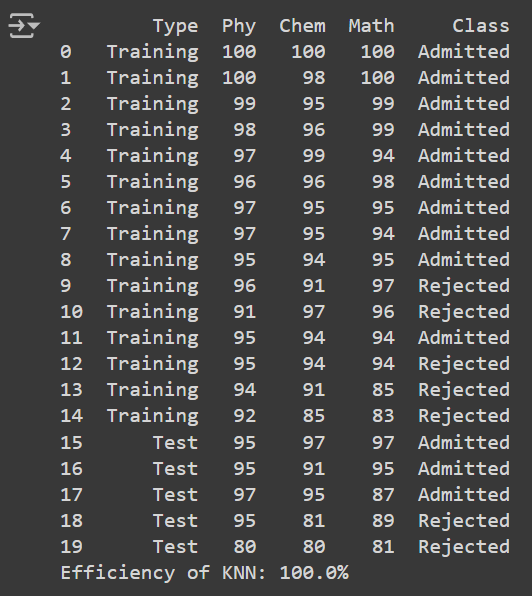 Type Phy Chem Math Class
0 Training 100 100 100 Admitted
1 Training 100 98 100 Admitted
2 Training 99 95 99 Admitted
3 Training 98 96 99 Admitted
4 Training 97 99 94 Admitted
5 Training 96 96 98 Admitted
6 Training 97 95 95 Admitted
7 Training 97 95 94 Admitted
8 Training 95 94 95 Admitted
9 Training 96 91 97 Rejected
10 Training 91 97 96 Rejected
11 Training 95 94 94 Admitted
12 Training 95 94 94 Rejected
13 Training 94 91 85 Rejected
14 Training 92 85 83 Rejected
15 Test 95 97 97 Admitted
16 Test 95 91 95 Admitted
17 Test 97 95 87 Admitted
18 Test 95 81 89 Rejected
19 Test 80 80 81 Rejected
Efficiency of KNN: 100.0%